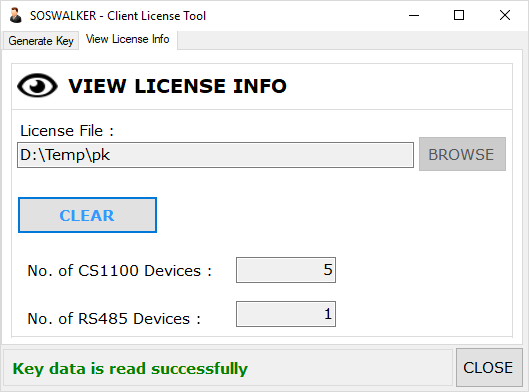 SOSWALKER - Client License Tool
Generate Key View License Info
VIEW LICENSE INFO
License File :
D:\Temp\pk BROWSE
CLEAR
No. of CS1100 Devices : 5
No. of RS485 Devices : 1
Key data is read successfully CLOSE